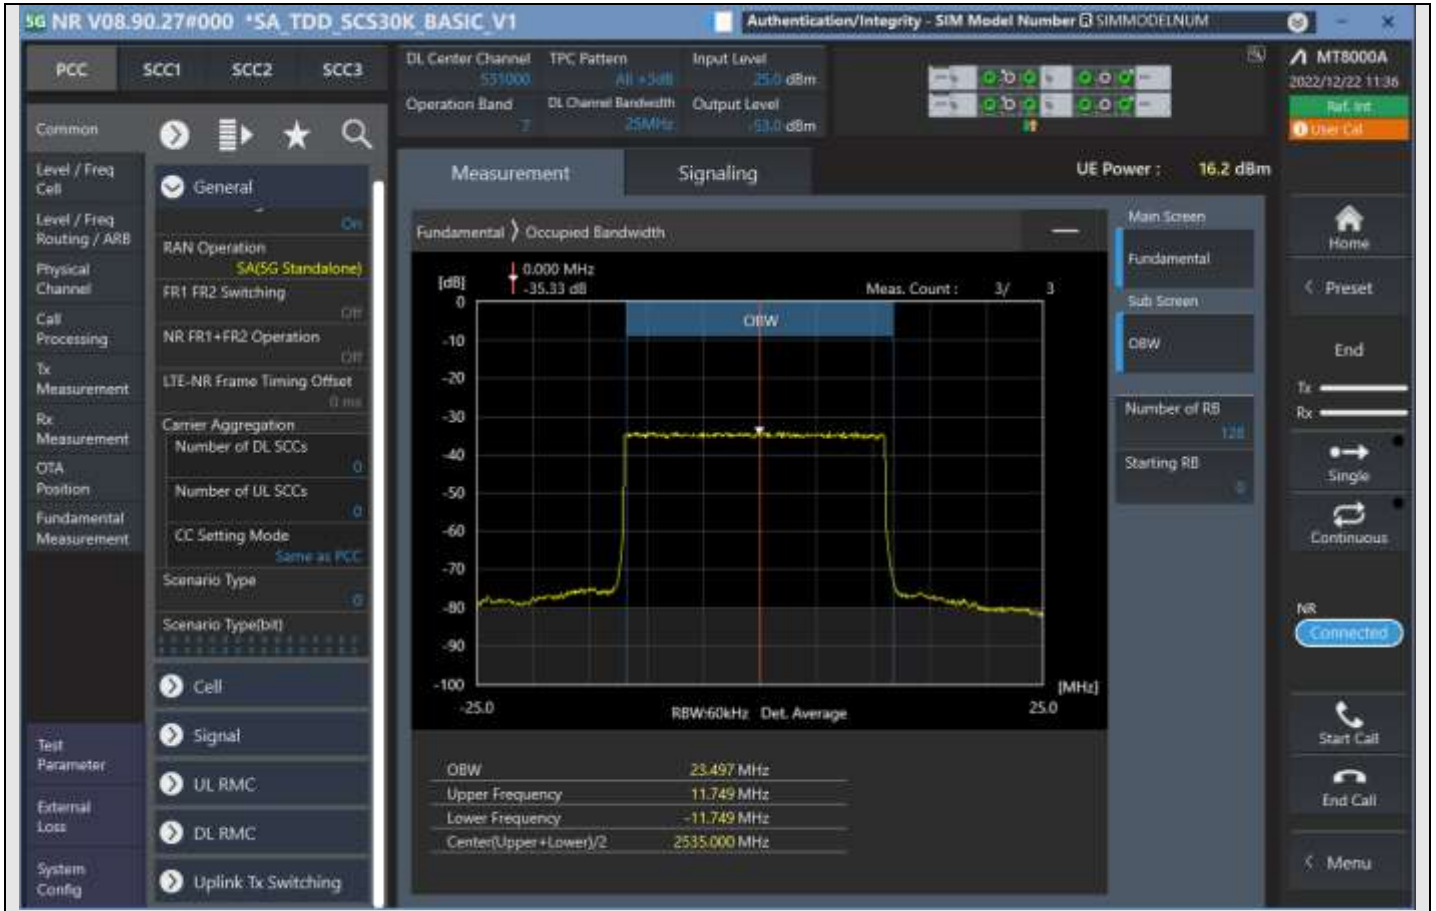 5G NR V08.90.27#000 *SA_TDD_SCS30K_BASIC_V1
Authentication/Integrity - SIM Model Number SIMMODELNUM
PCC SCC1 SCC2 SCC3
DL Center Channel
531000
TPC Pattern
All +3dB
Input Level
25.0 dBm
Operation Band
7
DL Channel Bandwidth
25MHz
Output Level
-53.0 dBm
MT8000A
2022/12/22 11:36
Ref. Int
User Cal
Common
Level / Freq
Cell
Level / Freq
Routing / ARB
Physical
Channel
Call
Processing
Tx
Measurement
Rx
Measurement
OTA
Position
Fundamental
Measurement
Test
Parameter
External
Loss
System
Config
General
On
RAN Operation
SA(5G Standalone)
FR1 FR2 Switching
Off
NR FR1+FR2 Operation
Off
LTE-NR Frame Timing Offset
0 ms
Carrier Aggregation
Number of DL SCCs
0
Number of UL SCCs
0
CC Setting Mode
Same as PCC
Scenario Type
0
Scenario Type(bit)
Cell
Signal
UL RMC
DL RMC
Uplink Tx Switching
Measurement Signaling
UE Power : 16.2 dBm
Fundamental Occupied Bandwidth
[dB]
0.000 MHz
-35.33 dB
Meas. Count : 3/ 3
OBW
0
-10
-20
-30
-40
-50
-60
-70
-80
-90
-100
[MHz]
-25.0 25.0
RBW:60kHz Det. Average
OBW 23.497 MHz
Upper Frequency 11.749 MHz
Lower Frequency -11.749 MHz
Center(Upper+Lower)/2 2535.000 MHz
Main Screen
Fundamental
Sub Screen
OBW
Number of RB
128
Starting RB
0
Home
Preset
End
Tx
Rx
Single
Continuous
NR
Connected
Start Call
End Call
Menu